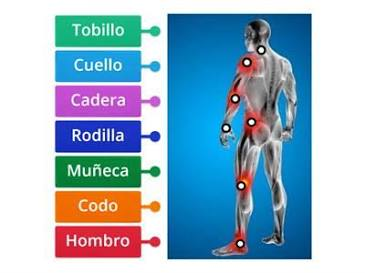 Tobillo
Cuello
Cadera
Rodilla
Muñeca
Codo
Hombro